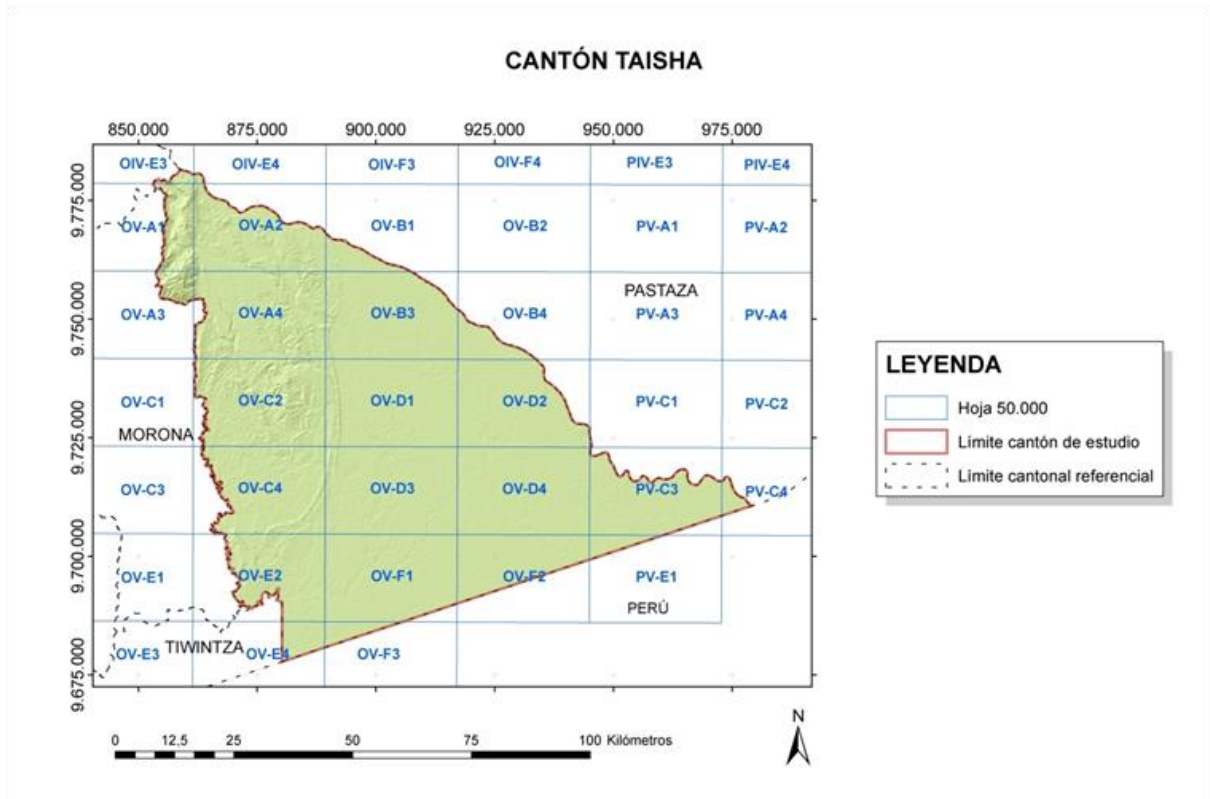 CANTÓN TAISHA
850.000 875.000 900.000 925.000 950.000 975.000
OIV-E3 OIV-E4 OIV-F3 OIV-F4 PIV-E3 PIV-E4
9.775.000
OV-A1 OV-A2 OV-B1 OV-B2 PV-A1 PV-A2
PASTAZA
9.750.000
OV-A3 OV-A4 OV-B3 OV-B4 PV-A3 PV-A4
OV-C1 OV-C2 OV-D1 OV-D2 PV-C1 PV-C2
9.725.000
MORONA
OV-C3 OV-C4 OV-D3 OV-D4 PV-C3 PV-C4
9.700.000
OV-E1 OV-E2 OV-F1 OV-F2 PV-E1
PERÚ
TIWINTZA
OV-E3 OV-E4 OV-F3
9.675.000
LEYENDA
Hoja 50.000
Límite cantón de estudio
Límite cantonal referencial
N
0 12,5 25 50 75 100 Kilómetros